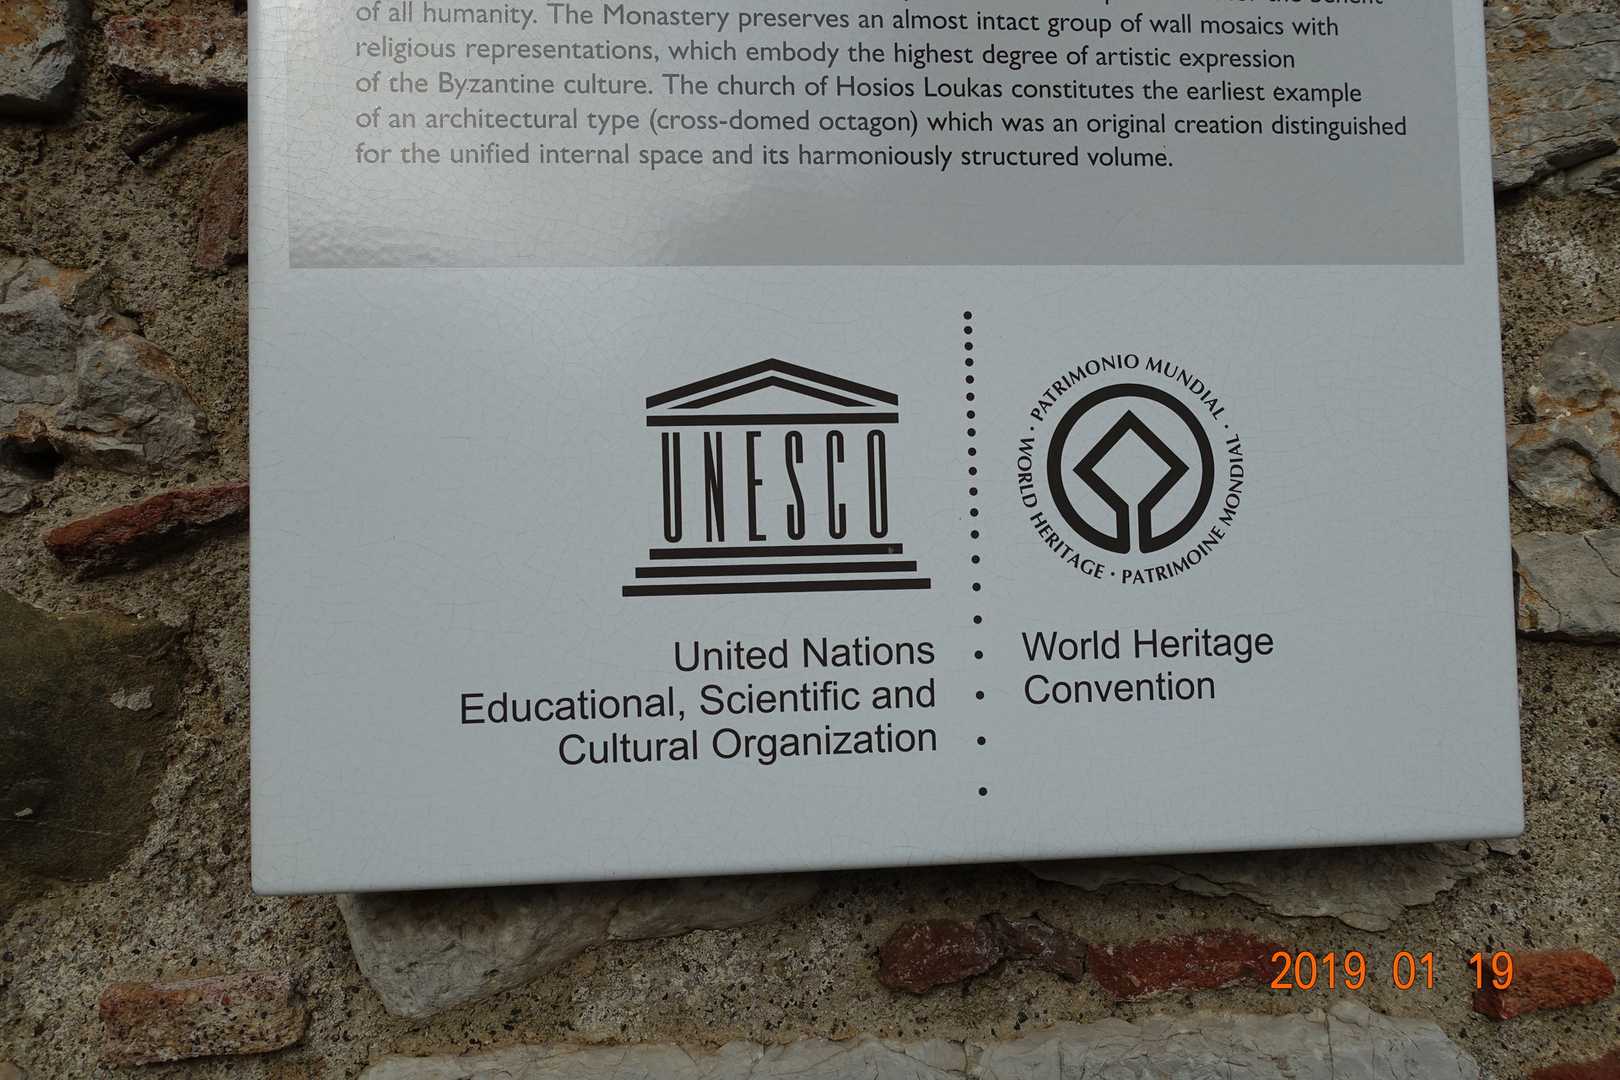 of all humanity. The Monastery preserves an almost intact group of wall mosaics with
religious representations, which embody the highest degree of artistic expression
of the Byzantine culture. The church of Hosios Loukas constitutes the earliest example
of an architectural type (cross-domed octagon) which was an original creation distinguished
for the unified internal space and its harmoniously structured volume.
UNESCO
United Nations
Educational, Scientific and
Cultural Organization
WORLD HERITAGE · PATRIMONIO MUNDIAL · PATRIMOINE MONDIAL ·
World Heritage
Convention
2019 01 19